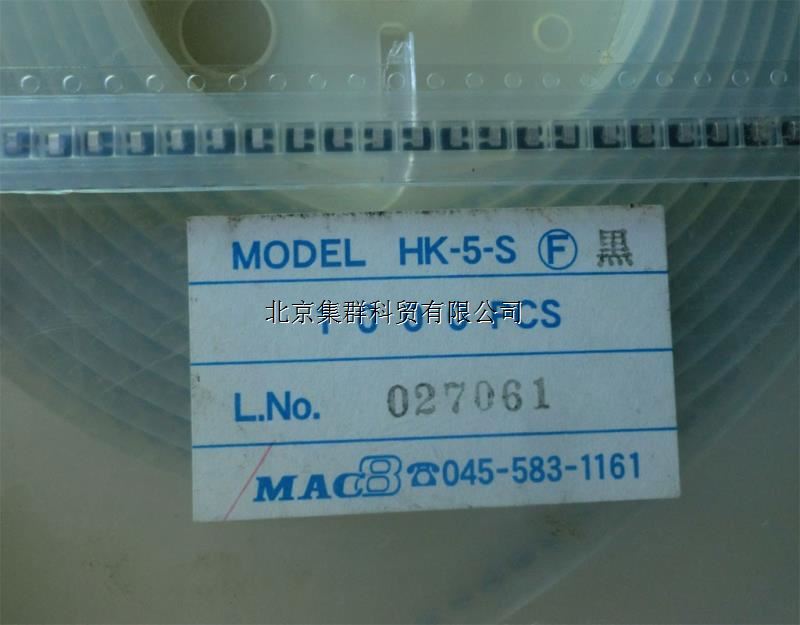 MODEL HK-5-S Ⓕ 黒
北京集群科贸有限公司
PCS
L.No. 027061
MAC8 ☎045-583-1161